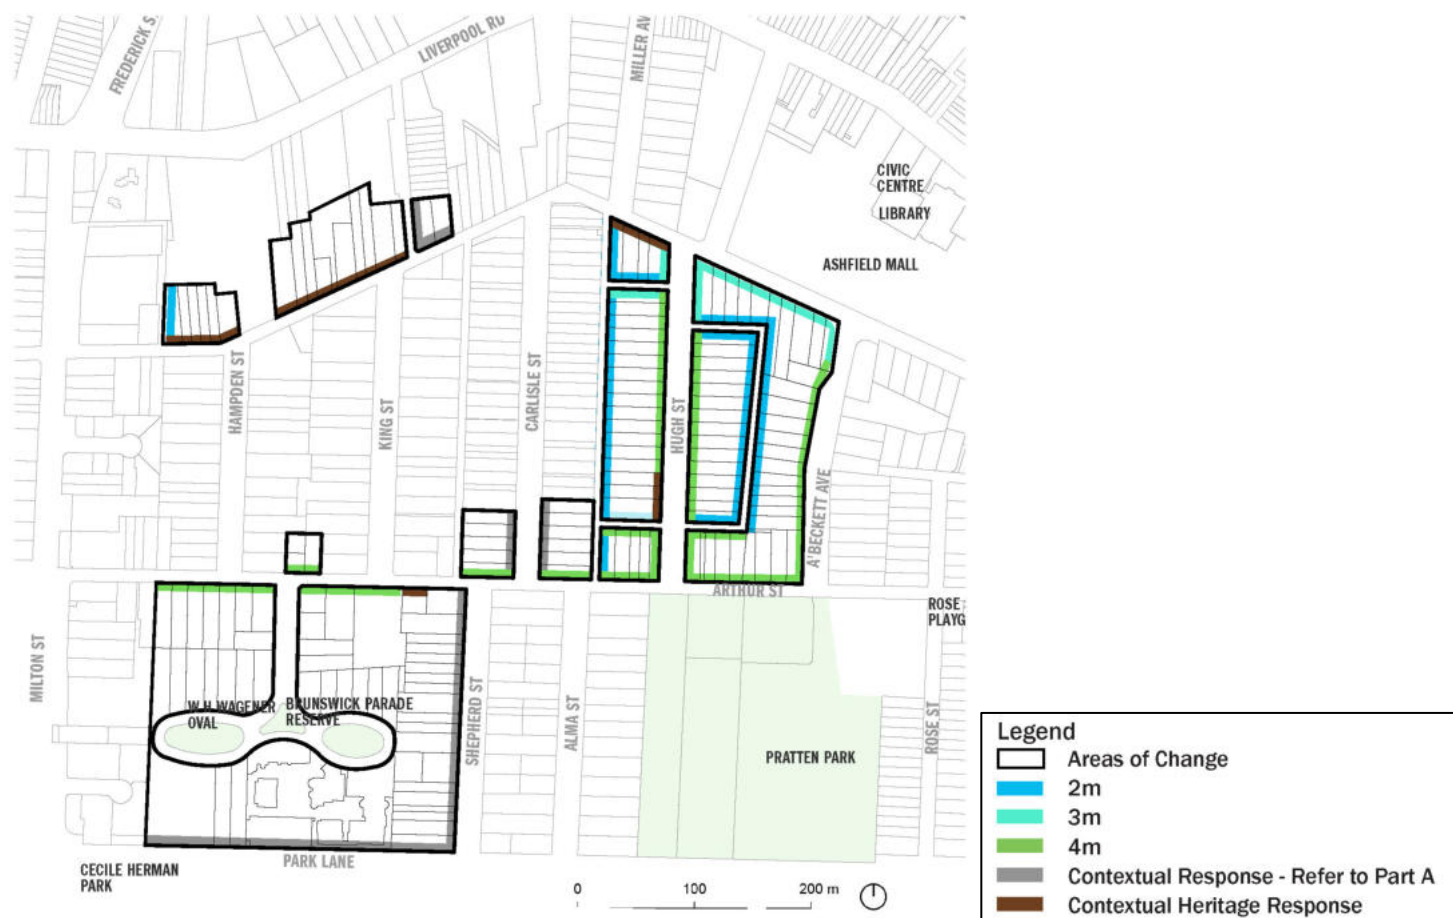 FREDERICK S
LIVERPOOL RD
MILLER AV
CIVIC
CENTRE
LIBRARY
ASHFIELD MALL
HAMPDEN ST
KING ST
CARLISLE ST
HUGH ST
A'BECKETT AVE
ARTHUR ST
ROSE
PLAYG
MILTON ST
W H WAGENER
OVAL
BRUNSWICK PARADE
RESERVE
SHEPHERD ST
ALMA ST
PRATTEN PARK
ROSE ST
PARK LANE
CECILE HERMAN
PARK
0 100 200 m
Legend
Areas of Change
2m
3m
4m
Contextual Response - Refer to Part A
Contextual Heritage Response